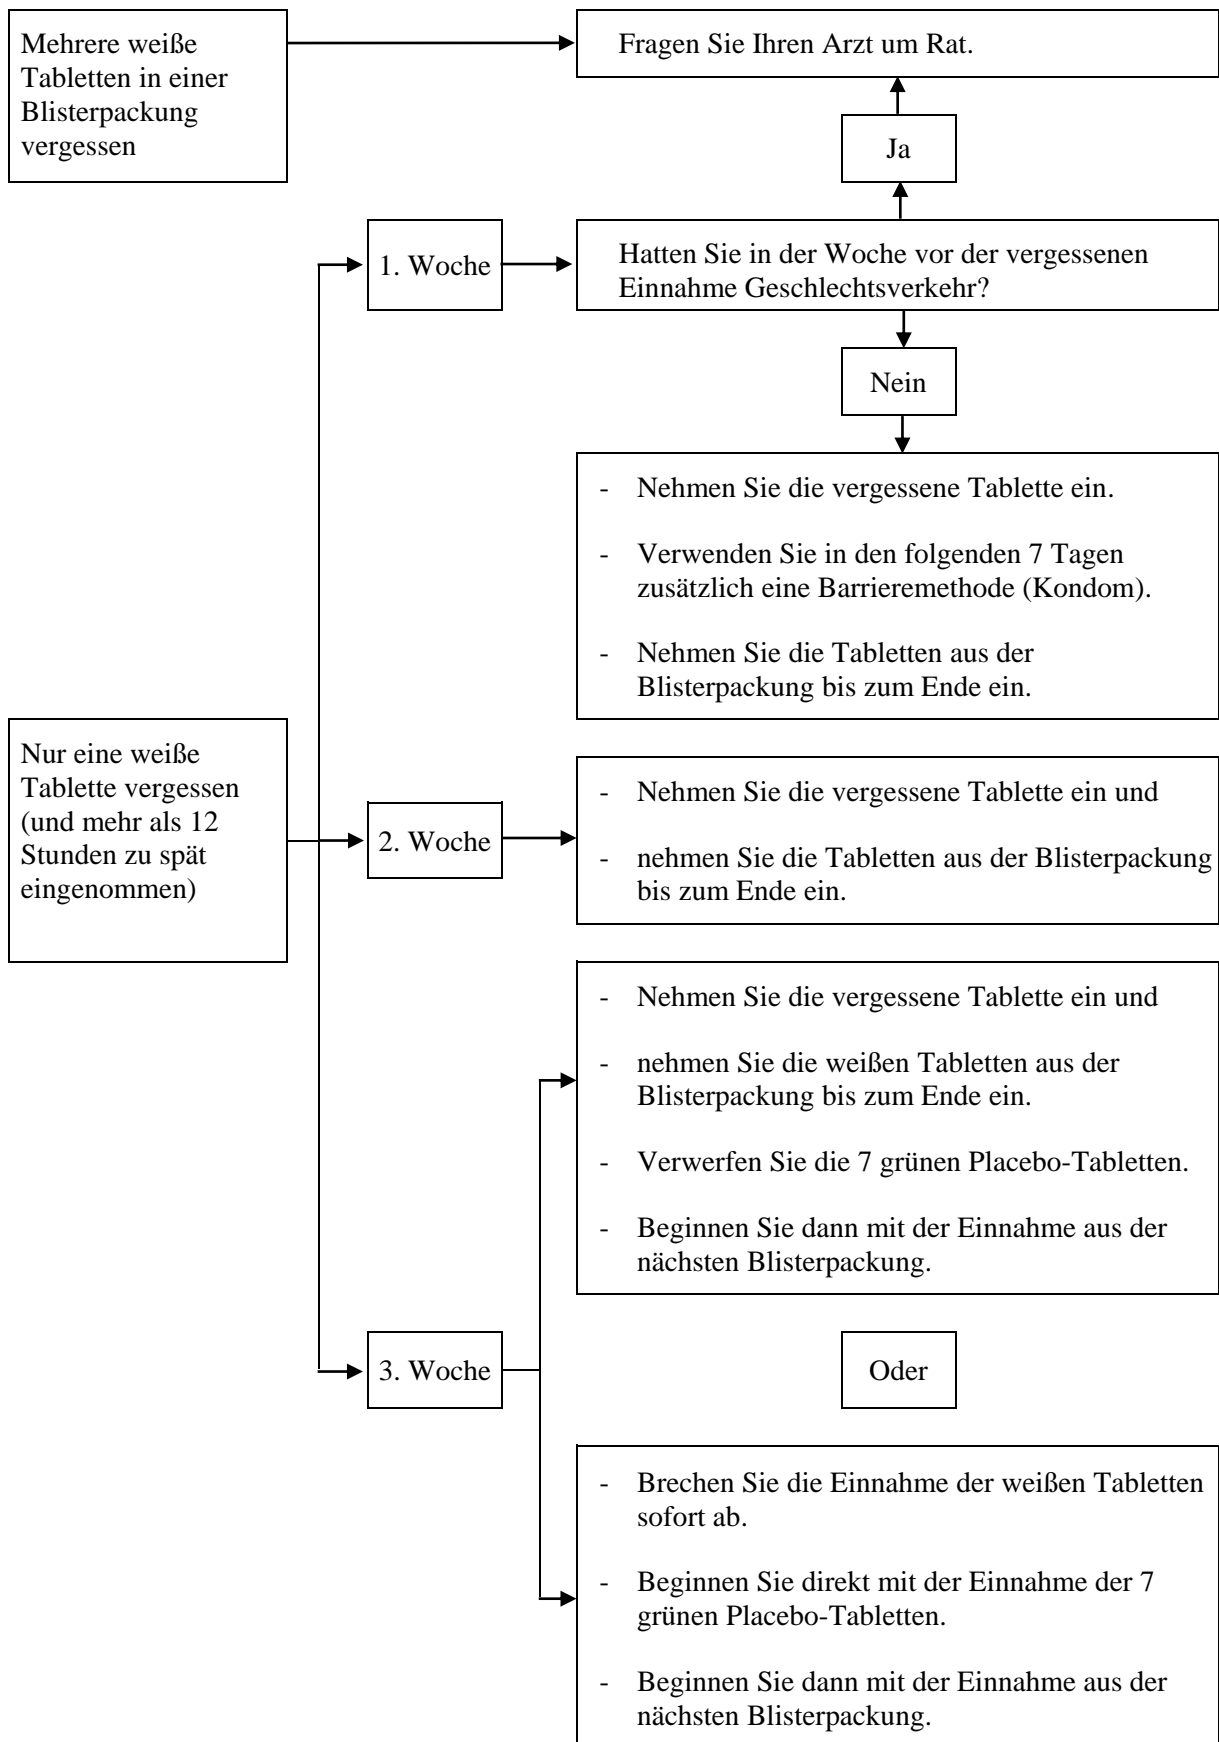 Mehrere weiße
Tabletten in einer
Blisterpackung
vergessen
Fragen Sie Ihren Arzt um Rat.
Ja
1. Woche
Hatten Sie in der Woche vor der vergessenen
Einnahme Geschlechtsverkehr?
Nein
- Nehmen Sie die vergessene Tablette ein.
- Verwenden Sie in den folgenden 7 Tagen
zusätzlich eine Barrieremethode (Kondom).
- Nehmen Sie die Tabletten aus der
Blisterpackung bis zum Ende ein.
Nur eine weiße
Tablette vergessen
(und mehr als 12
Stunden zu spät
eingenommen)
2. Woche
- Nehmen Sie die vergessene Tablette ein und
- nehmen Sie die Tabletten aus der Blisterpackung
bis zum Ende ein.
- Nehmen Sie die vergessene Tablette ein und
- nehmen Sie die weißen Tabletten aus der
Blisterpackung bis zum Ende ein.
- Verwerfen Sie die 7 grünen Placebo-Tabletten.
- Beginnen Sie dann mit der Einnahme aus der
nächsten Blisterpackung.
3. Woche
Oder
- Brechen Sie die Einnahme der weißen Tabletten
sofort ab.
- Beginnen Sie direkt mit der Einnahme der 7
grünen Placebo-Tabletten.
- Beginnen Sie dann mit der Einnahme aus der
nächsten Blisterpackung.